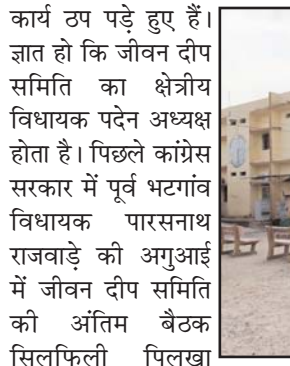 कार्य ठप पड़े हुए हैं।
ज्ञात हो कि जीवन दीप
समिति का क्षेत्रीय
विधायक पदेन अध्यक्ष
होता है। पिछले कांग्रेस
सरकार में पूर्व भटगांव
विधायक पारसनाथ
राजवाड़े की अगुआई
में जीवन दीप समिति
की अंतिम बैठक
सिलफिली पिलखा